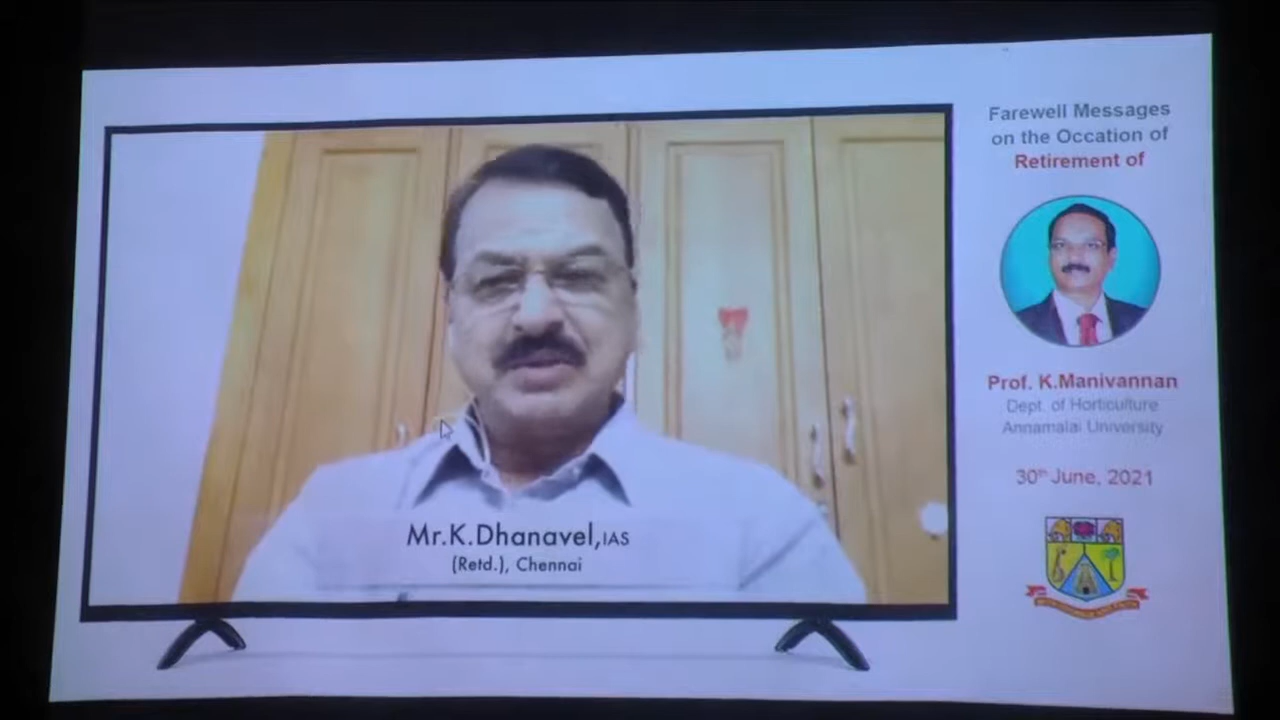 Farewell Messages
on the Occation of
Retirement of
Prof. K.Manivannan
Dept. of Horticulture
Annamalai University
30th June, 2021
Mr.K.Dhanavel,IAS
(Retd.), Chennai